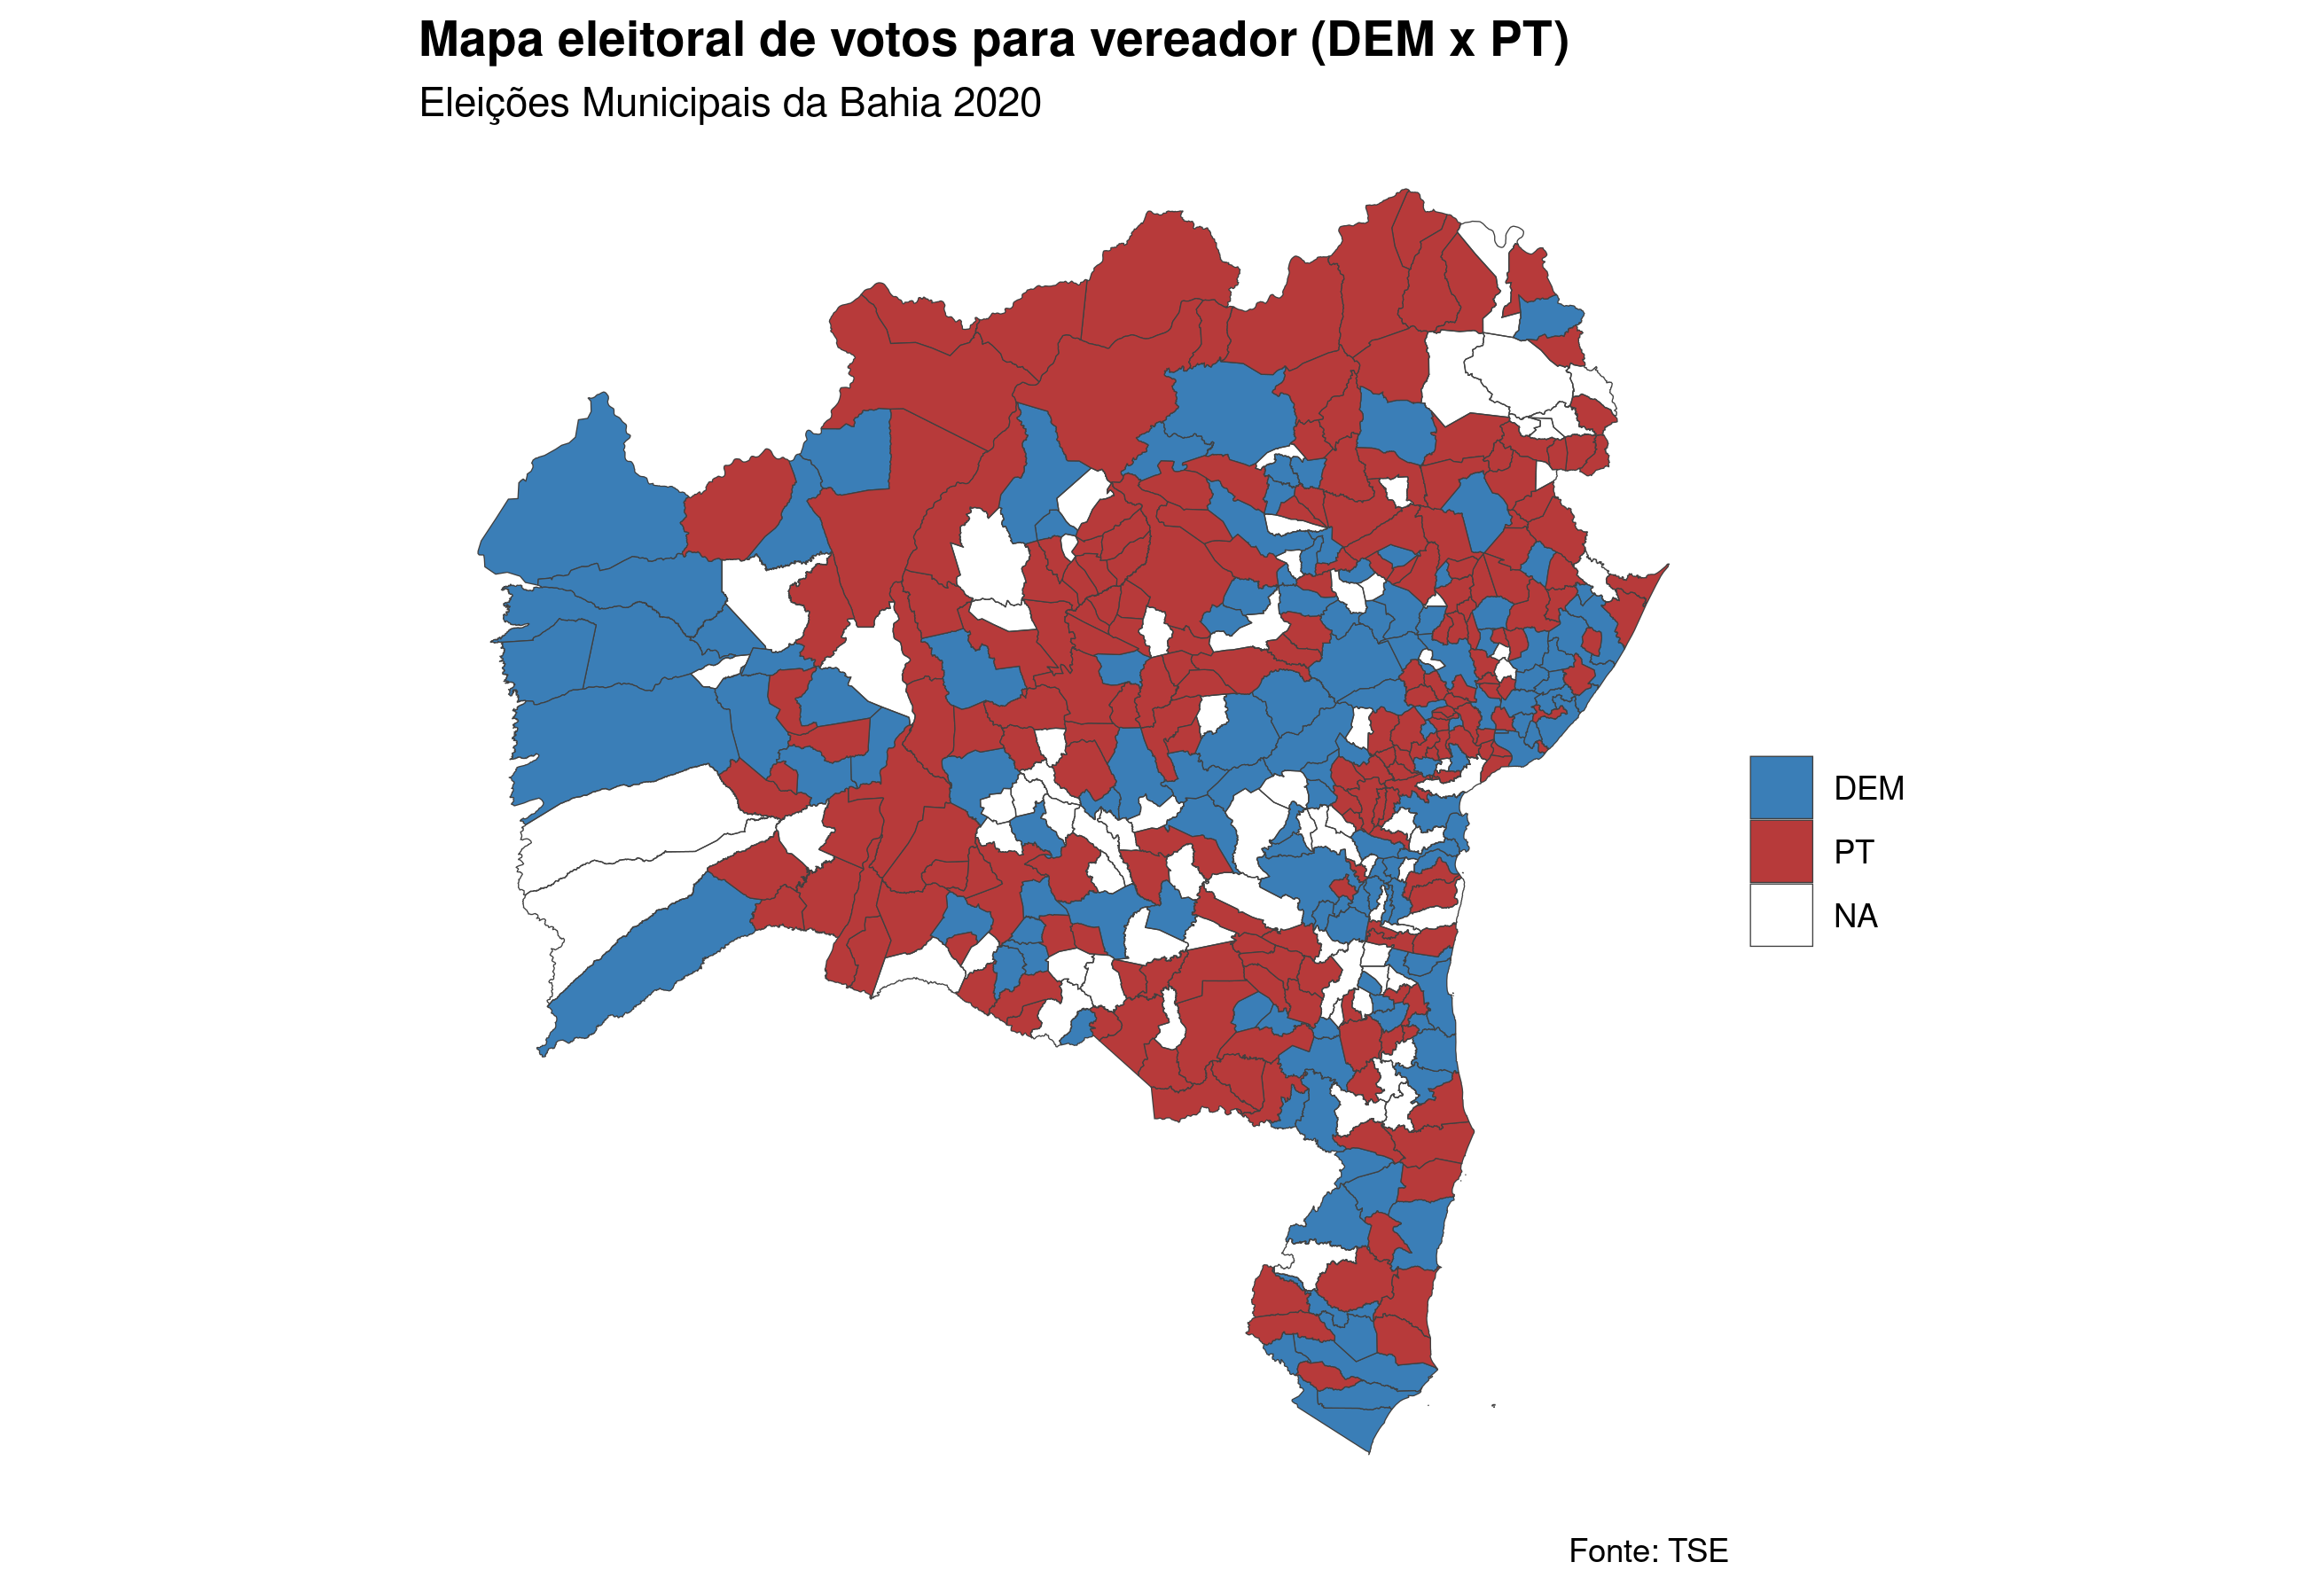 Mapa eleitoral de votos para vereador (DEM x PT)
Eleições Municipais da Bahia 2020
DEM
PT
NA
Fonte: TSE